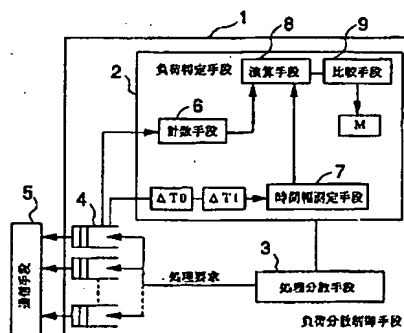 1
8
9
2
負荷判定手段
演算手段
比較手段
6
計数手段
M
7
5
4
ΔT0
ΔT1
時間幅認定手段
通信手段
3
処理要求
処理分散手段
負荷分散制御手段